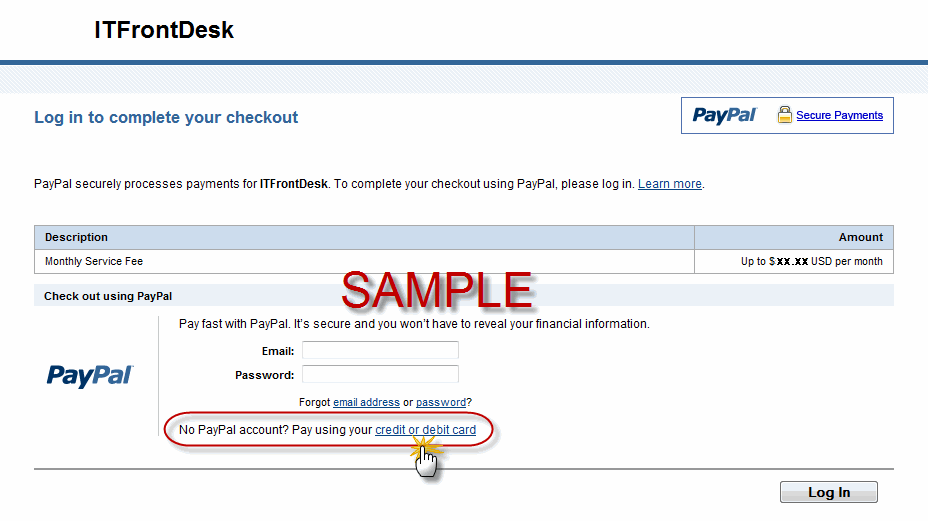 ITFrontDesk
Log in to complete your checkout
PayPal Secure Payments
PayPal securely processes payments for ITFrontDesk. To complete your checkout using PayPal, please log in. Learn more.
Description Amount
Monthly Service Fee Up to $xx.xx USD per month
SAMPLE
Check out using PayPal
Pay fast with PayPal. It's secure and you won't have to reveal your financial information.
Email:
PayPal
Password:
Forgot email address or password?
No PayPal account? Pay using your credit or debit card
Log In